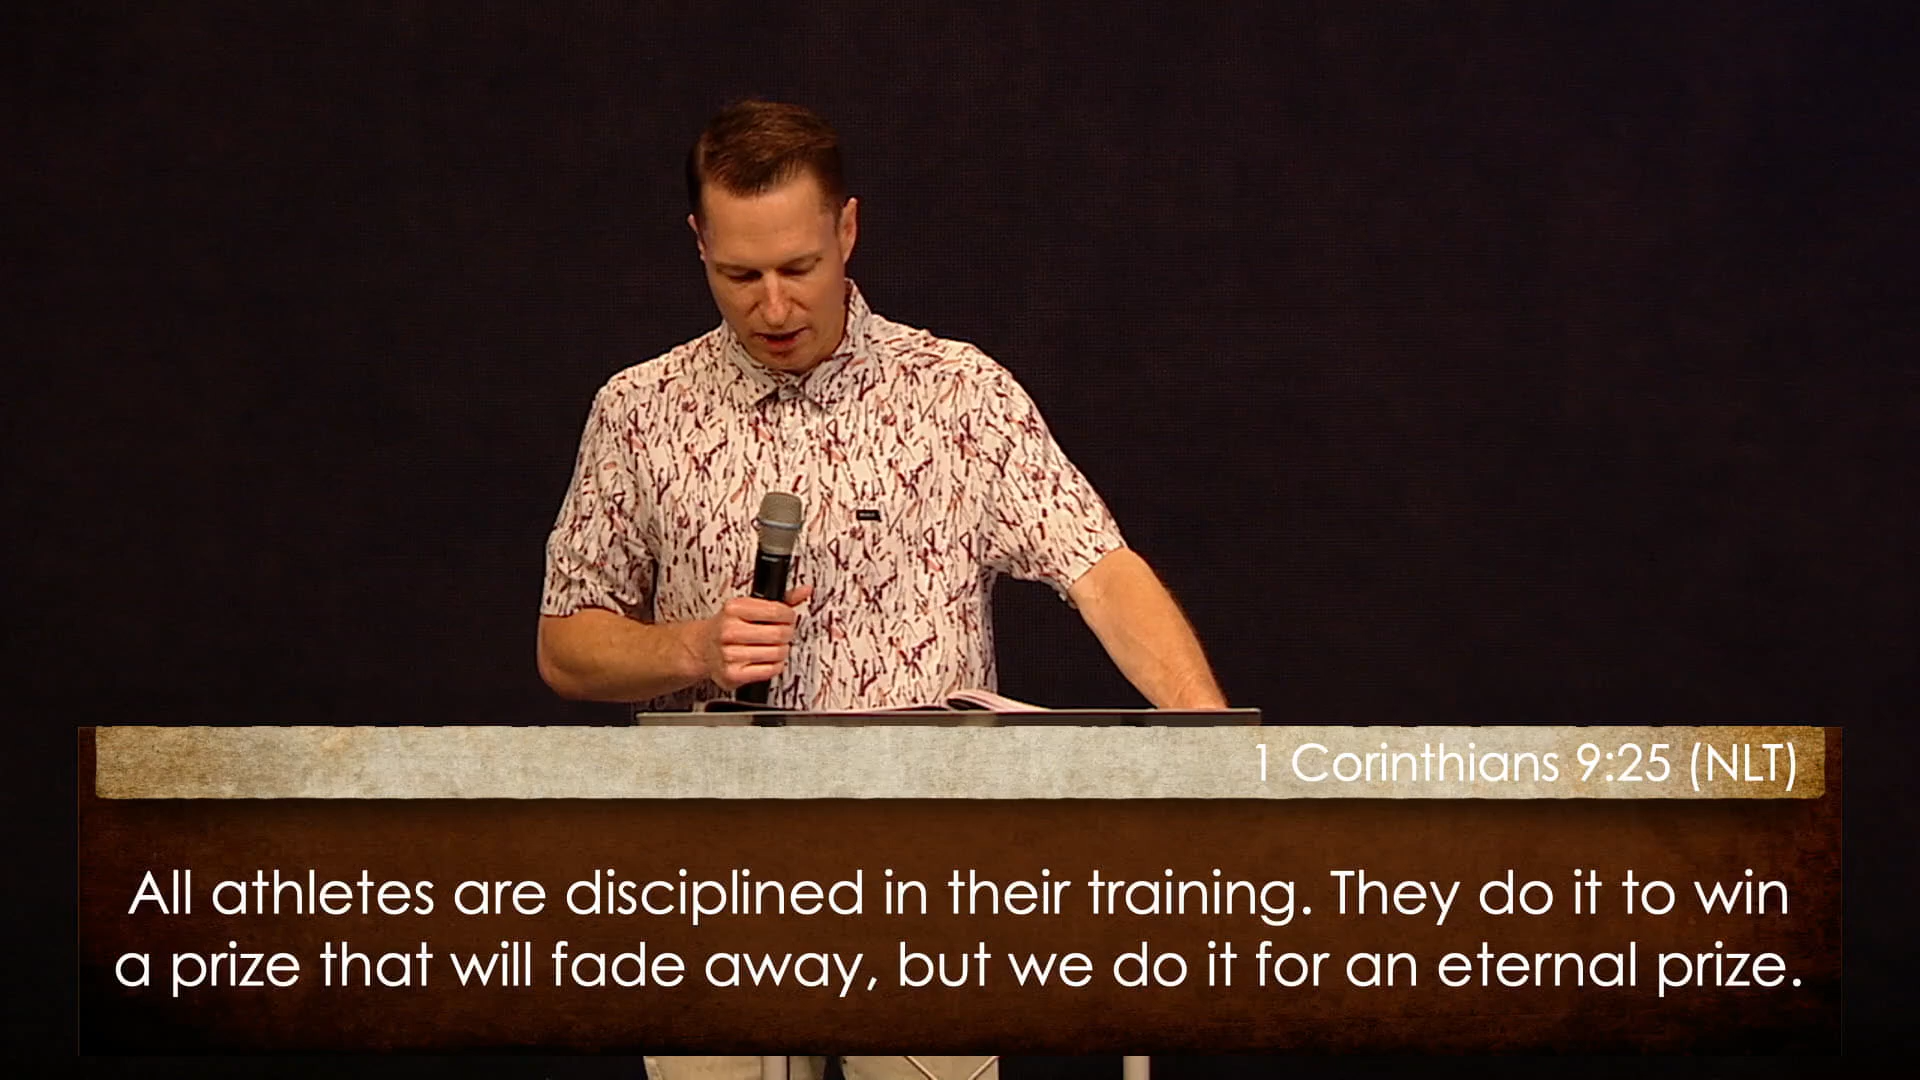 1 Corinthians 9:25 (NLT)
All athletes are disciplined in their training. They do it to win
a prize that will fade away, but we do it for an eternal prize.